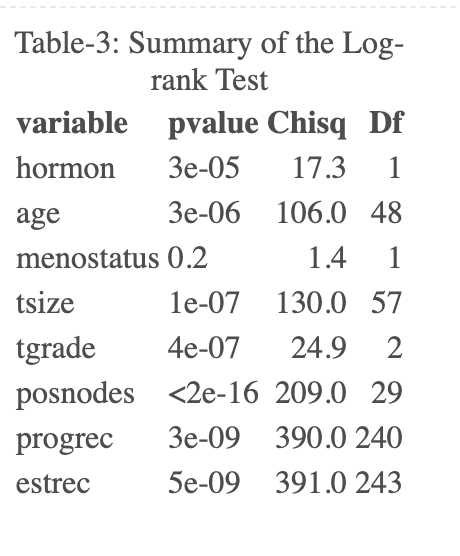 Table-3: Summary of the Log-
rank Test
variable pvalue Chisq Df
hormon 3e-05 17.3 1
age 3e-06 106.0 48
menostatus 0.2 1.4 1
tsize 1e-07 130.0 57
tgrade 4e-07 24.9 2
posnodes <2e-16 209.0 29
progrec 3e-09 390.0 240
estrec 5e-09 391.0 243